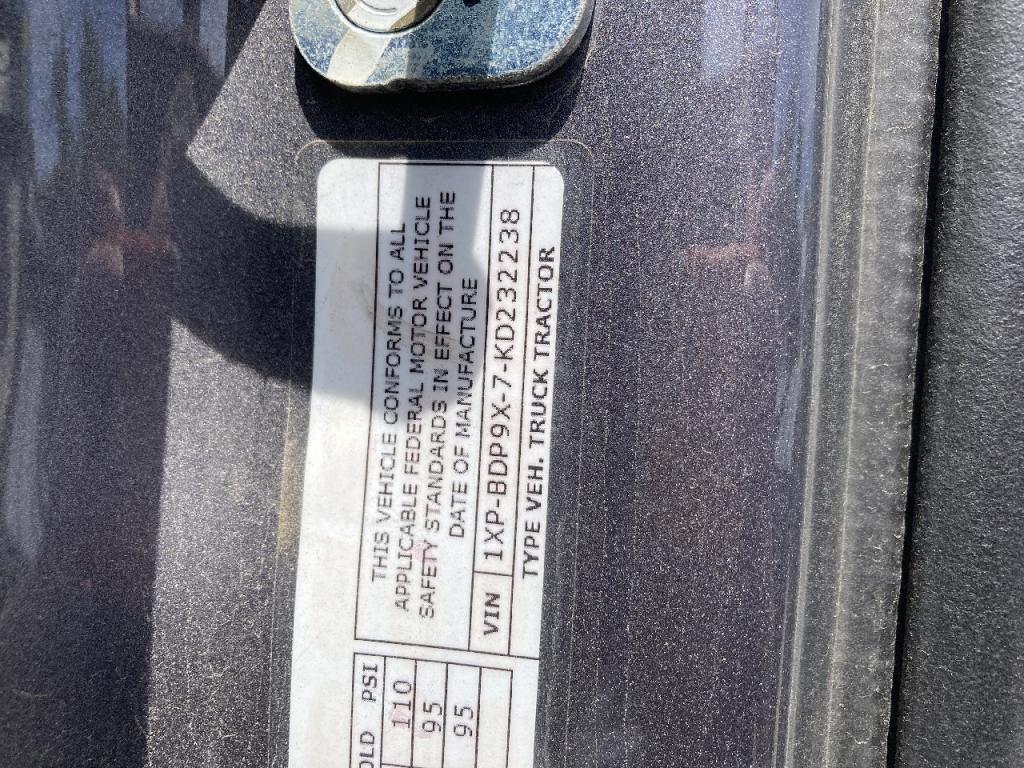 THIS VEHICLE CONFORMS TO ALL
APPLICABLE FEDERAL MOTOR VEHICLE
SAFETY STANDARDS IN EFFECT ON THE
DATE OF MANUFACTURE
VIN 1XP-BDP9X-7-KD232238
TYPE VEH. TRUCK TRACTOR
PSI
110
95
95